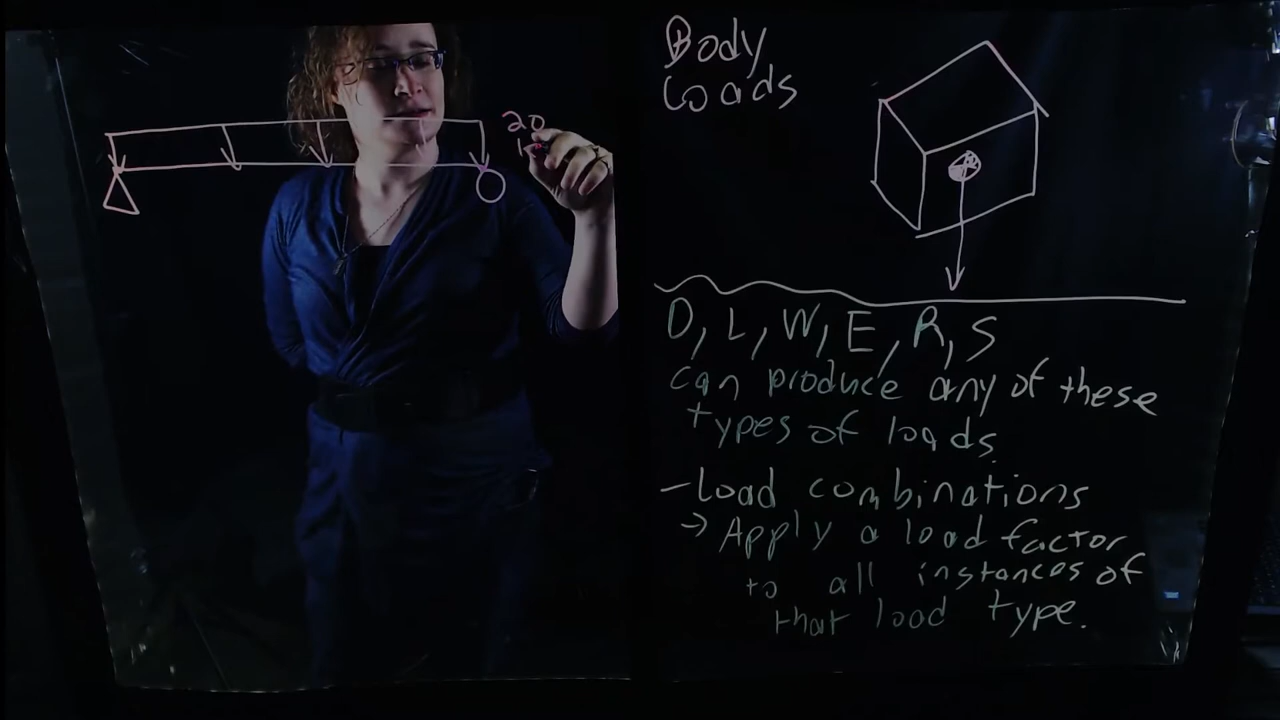 20
Body
Loads
D, L, W, E, R, S
can produce any of these
types of loads.
-Load combinations
→ Apply a load factor
to all instances of
that load type.